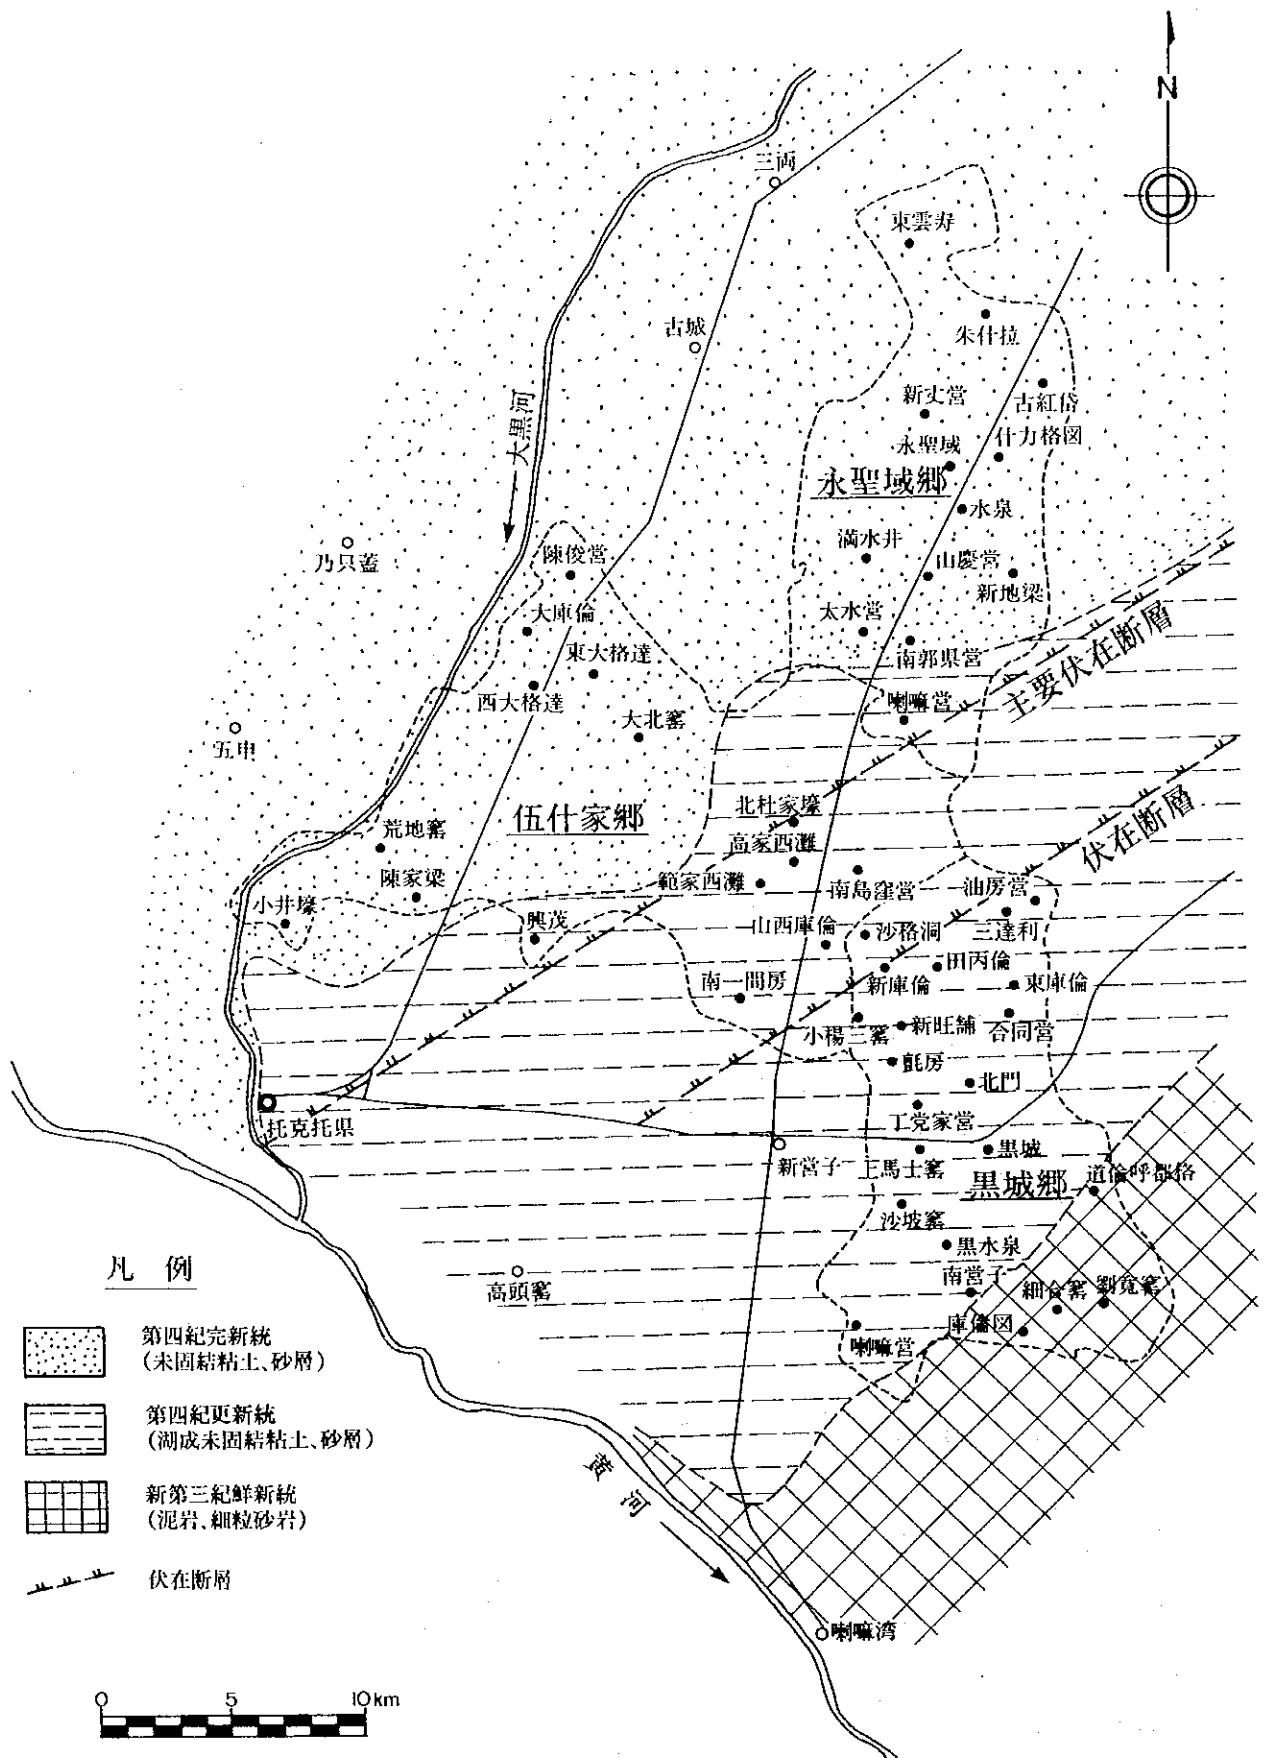 N
三両
東雲寿
朱什拉
古城
古紅岱
新丈営
什力格図
永聖域
永聖域郷
大黒河
水泉
満水井
乃只蓋
陳俊営
山慶営
新地梁
大庫倫
太水営
東大格達
南郭県営
西大格達
喇嘛営
主要伏在断層
大北窰
五申
北杜家壕
伏在断層
伍什家郷
荒地窰
高家西灘
陳家梁
範家西灘
南島窪営
油房営
小井壕
興茂
山西庫倫
沙格洞
三達利
田丙倫
南一間房
新庫倫
東庫倫
小楊三窰
新旺舗
合同営
氈房
北門
托克托県
丁党家営
新営子
上馬士窰
黒城
黒城郷
道倫呼都格
沙坡窰
黒水泉
高頭窰
南営子
細合窰
劉寛窰
庫倫図
喇嘛営
黄河
喇嘛湾
凡 例
第四紀完新統
(未固結粘土、砂層)
第四紀更新統
(湖成未固結粘土、砂層)
新第三紀鮮新統
(泥岩、細粒砂岩)
伏在断層
0 5 10km